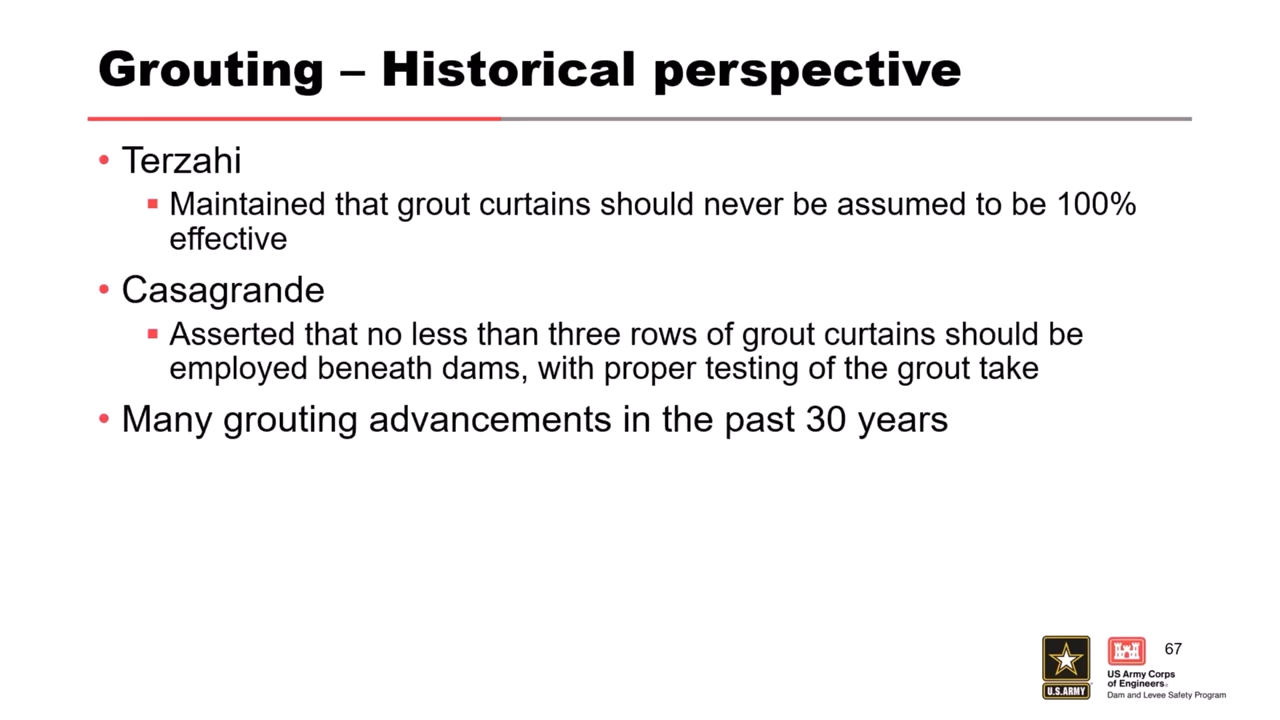 Grouting – Historical perspective
• Terzahi
▪ Maintained that grout curtains should never be assumed to be 100%
effective
• Casagrande
▪ Asserted that no less than three rows of grout curtains should be
employed beneath dams, with proper testing of the grout take
• Many grouting advancements in the past 30 years
67
U.S.ARMY
US Army Corps
of Engineers®
Dam and Levee Safety Program